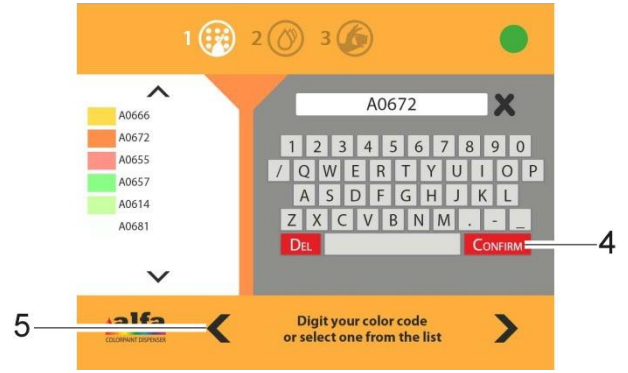 1 2 3
A0666
A0672
A0655
A0657
A0614
A0681
A0672
1 2 3 4 5 6 7 8 9 0
/ Q W E R T Y U I O P
A S D F G H J K L
Z X C V B N M . - _
DEL CONFIRM
4
5
alfa
COLORPAINT DISPENSER
Digit your color code
or select one from the list